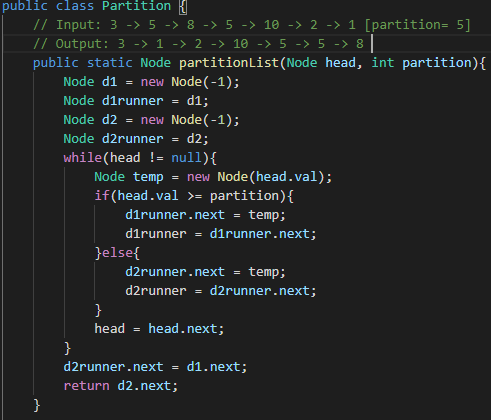 public class Partition {
    // Input: 3 -> 5 -> 8 -> 5 -> 10 -> 2 -> 1 [partition= 5]
    // Output: 3 -> 1 -> 2 -> 10 -> 5 -> 5 -> 8
    public static Node partitionList(Node head, int partition){
        Node d1 = new Node(-1);
        Node d1runner = d1;
        Node d2 = new Node(-1);
        Node d2runner = d2;
        while(head != null){
            Node temp = new Node(head.val);
            if(head.val >= partition){
                d1runner.next = temp;
                d1runner = d1runner.next;
            }else{
                d2runner.next = temp;
                d2runner = d2runner.next;
            }
            head = head.next;
        }
        d2runner.next = d1.next;
        return d2.next;
    }